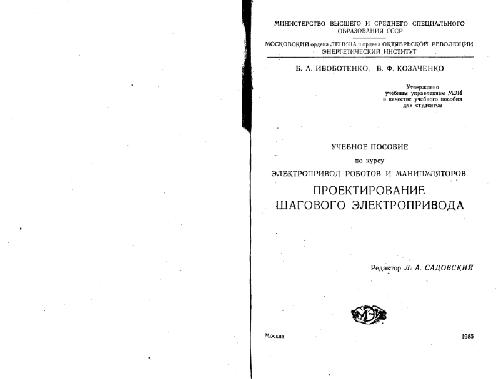 МИНИСТЕРСТВО ВЫСШЕГО И СРЕДНЕГО СПЕЦИАЛЬНОГО
ОБРАЗОВАНИЯ СССР
МОСКОВСКИЙ ордена ЛЕНИНА и ордена ОКТЯБРЬСКОЙ РЕВОЛЮЦИИ
ЭНЕРГЕТИЧЕСКИЙ ИНСТИТУТ
Б. А. ИВОБОТЕНКО, В. Ф. КОЗАЧЕНКО
Утверждено
учебным управлением МЭИ
в качестве учебного пособия
для студентов
УЧЕБНОЕ ПОСОБИЕ
по курсу
ЭЛЕКТРОПРИВОД РОБОТОВ И МАНИПУЛЯТОРОВ
ПРОЕКТИРОВАНИЕ
ШАГОВОГО ЭЛЕКТРОПРИВОДА
Редактор Л. А. САДОВСКИЙ
МЭИ
Москва 1985